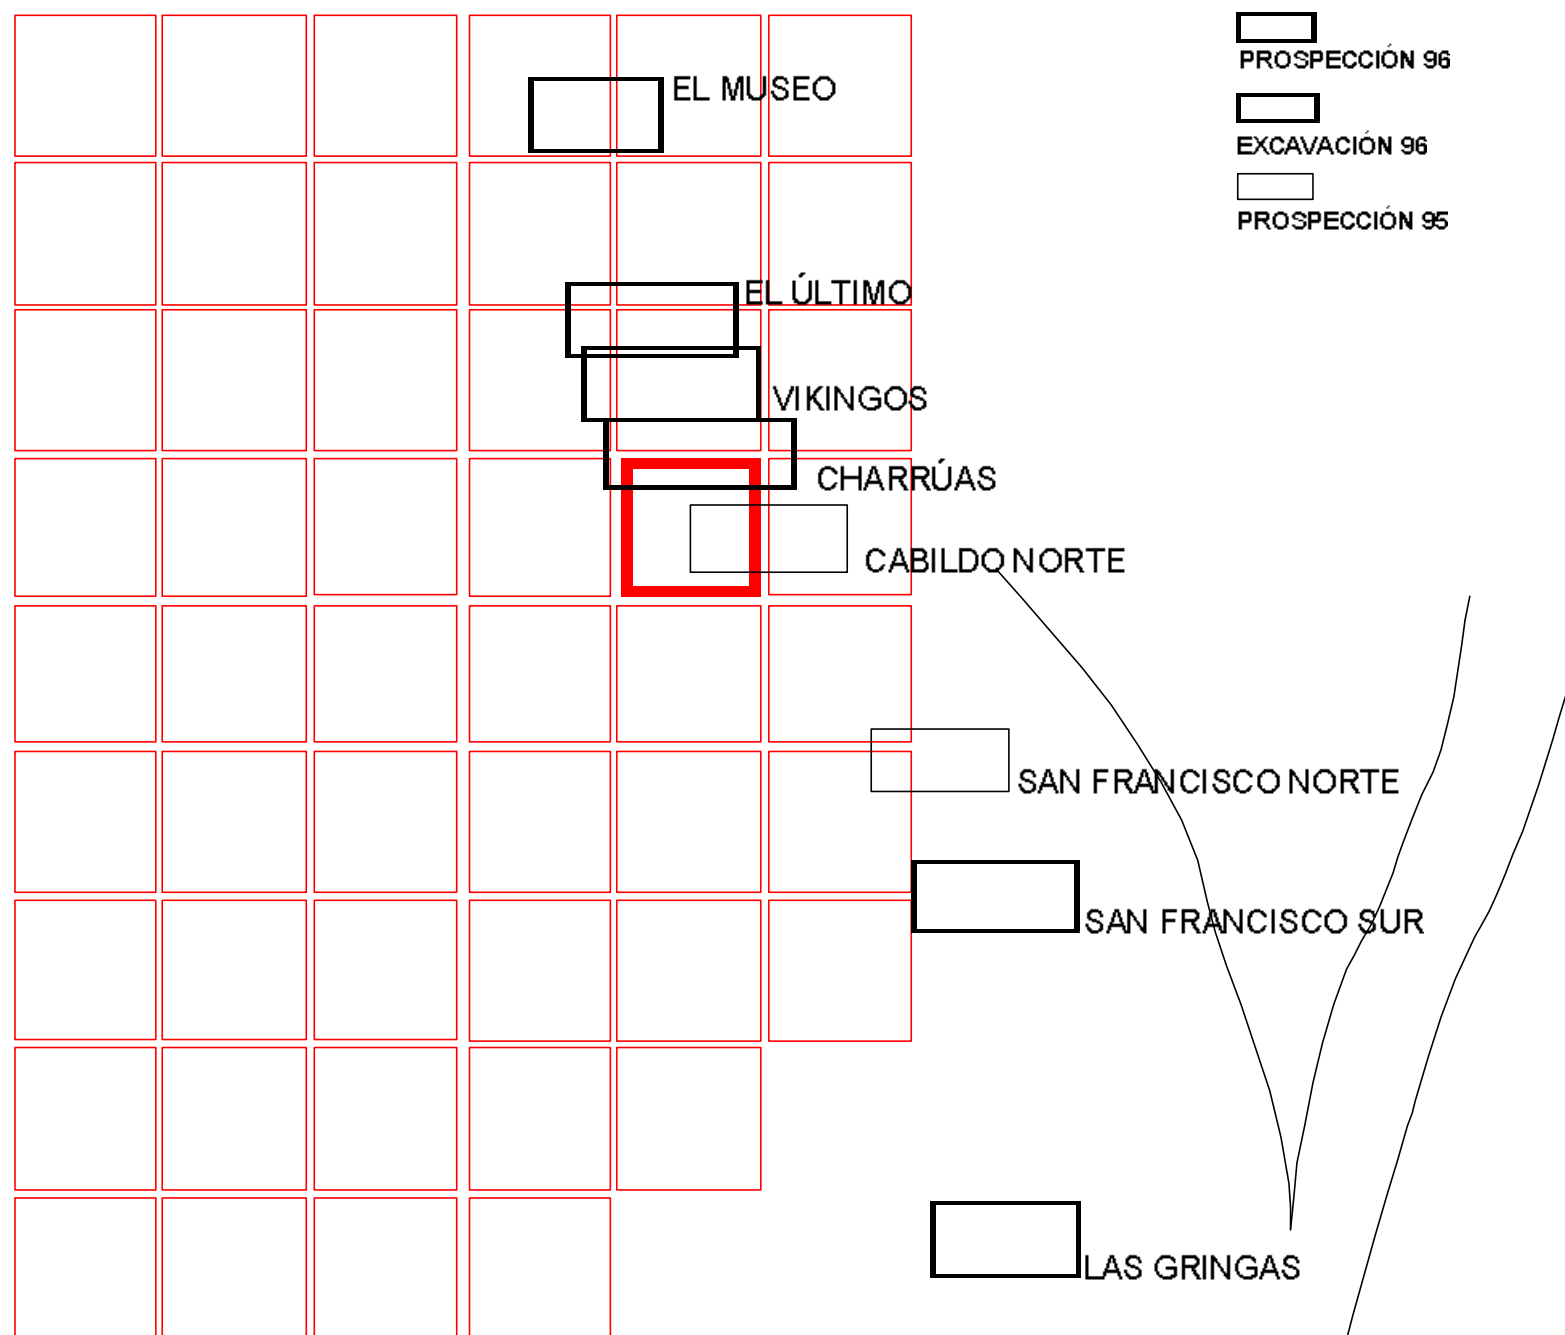 PROSPECCIÓN 96
EL MUSEO
EXCAVACIÓN 96
PROSPECCIÓN 95
EL ÚLTIMO
VIKINGOS
CHARRÚAS
CABILDO NORTE
SAN FRANCISCO NORTE
SAN FRANCISCO SUR
LAS GRINGAS